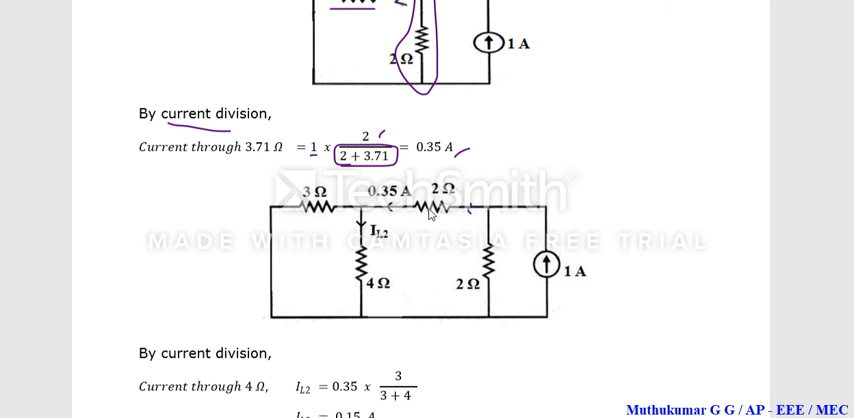 2 Ω
1 A
By current division,
Current through 3.71 Ω = 1 x 2 / 2 + 3.71 = 0.35 A
TechSmith®
3 Ω 0.35 A 2 Ω
MADE WITH CAMTASIA FREE TRIAL
IL2
4 Ω 2 Ω 1 A
By current division,
Current through 4 Ω, IL2 = 0.35 x 3 / 3 + 4
Muthukumar G G / AP - EEE / MEC